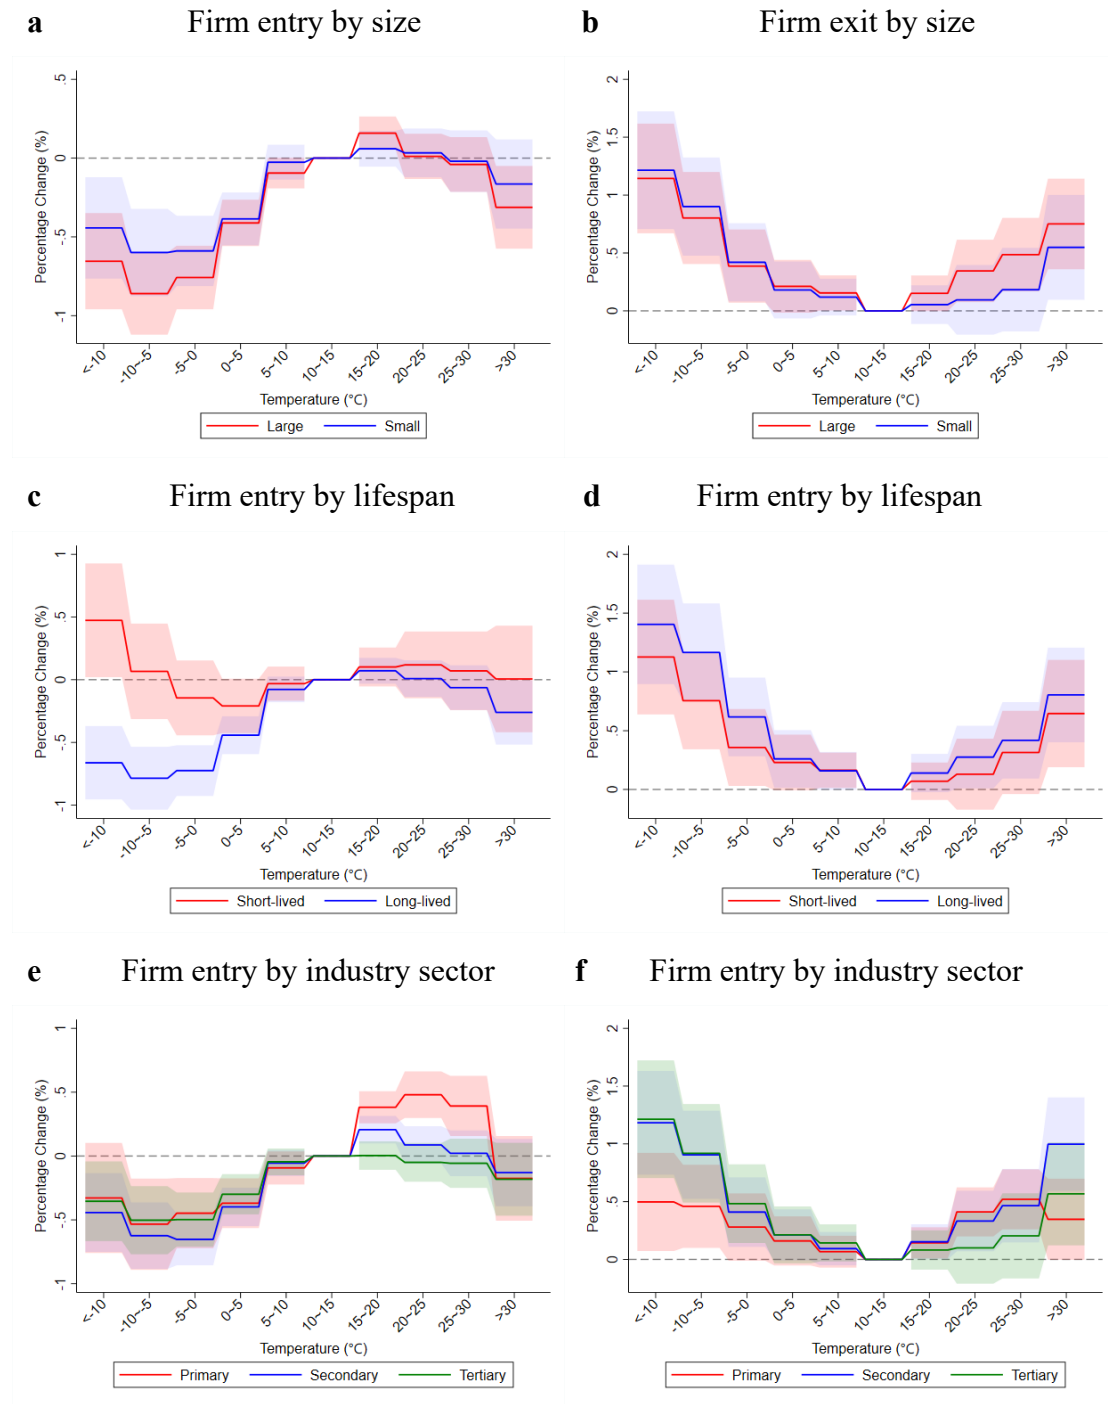 a Firm entry by size
Percentage Change (%)
.5
0
-.5
-1
<-10 -10~-5 -5~0 0~5 5~10 10~15 15~20 20~25 25~30 >30
Temperature (°C)
Large Small
b Firm exit by size
Percentage Change (%)
2
1.5
1
.5
0
<-10 -10~-5 -5~0 0~5 5~10 10~15 15~20 20~25 25~30 >30
Temperature (°C)
Large Small
c Firm entry by lifespan
Percentage Change (%)
1
.5
0
-.5
-1
<-10 -10~-5 -5~0 0~5 5~10 10~15 15~20 20~25 25~30 >30
Temperature (°C)
Short-lived Long-lived
d Firm entry by lifespan
Percentage Change (%)
2
1.5
1
.5
0
<-10 -10~-5 -5~0 0~5 5~10 10~15 15~20 20~25 25~30 >30
Temperature (°C)
Short-lived Long-lived
e Firm entry by industry sector
Percentage Change (%)
1
.5
0
-.5
-1
<-10 -10~-5 -5~0 0~5 5~10 10~15 15~20 20~25 25~30 >30
Temperature (°C)
Primary Secondary Tertiary
f Firm entry by industry sector
Percentage Change (%)
2
1.5
1
.5
0
<-10 -10~-5 -5~0 0~5 5~10 10~15 15~20 20~25 25~30 >30
Temperature (°C)
Primary Secondary Tertiary